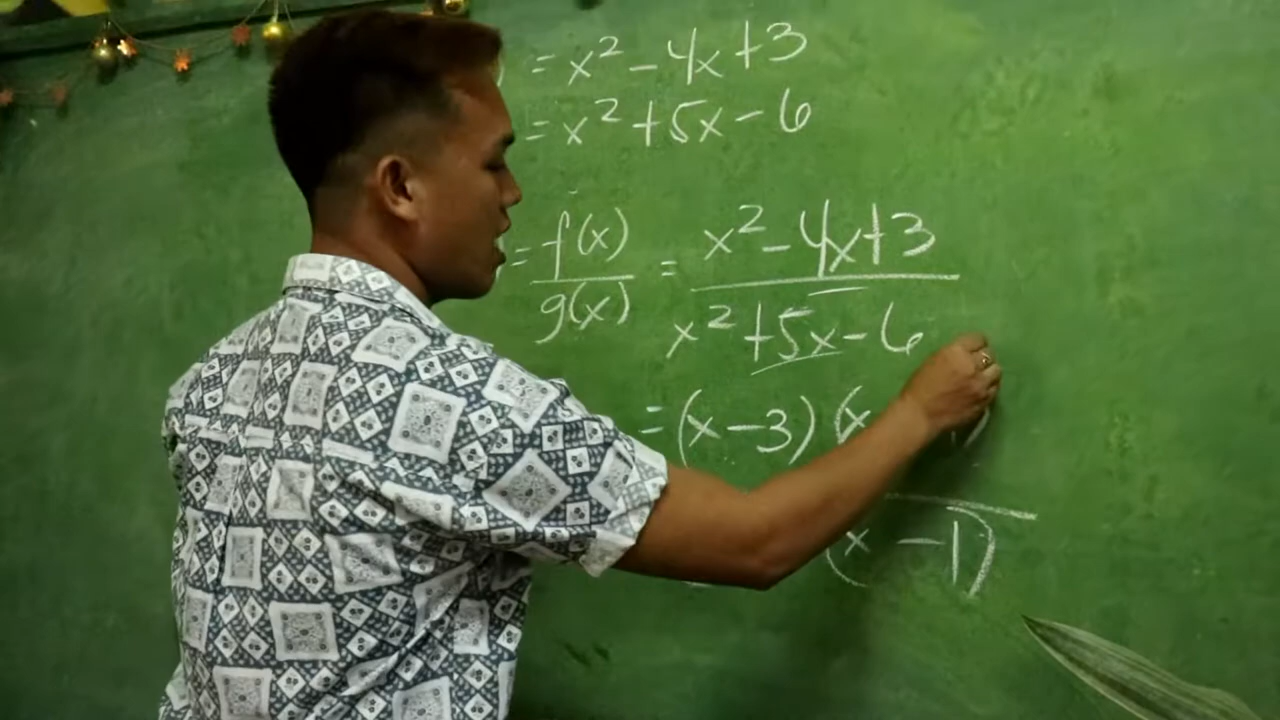 = x² - 4x + 3
= x² + 5x - 6
= f(x) / g(x) = x² - 4x + 3 / x² + 5x - 6
= (x - 3) (x )
(x - 1)